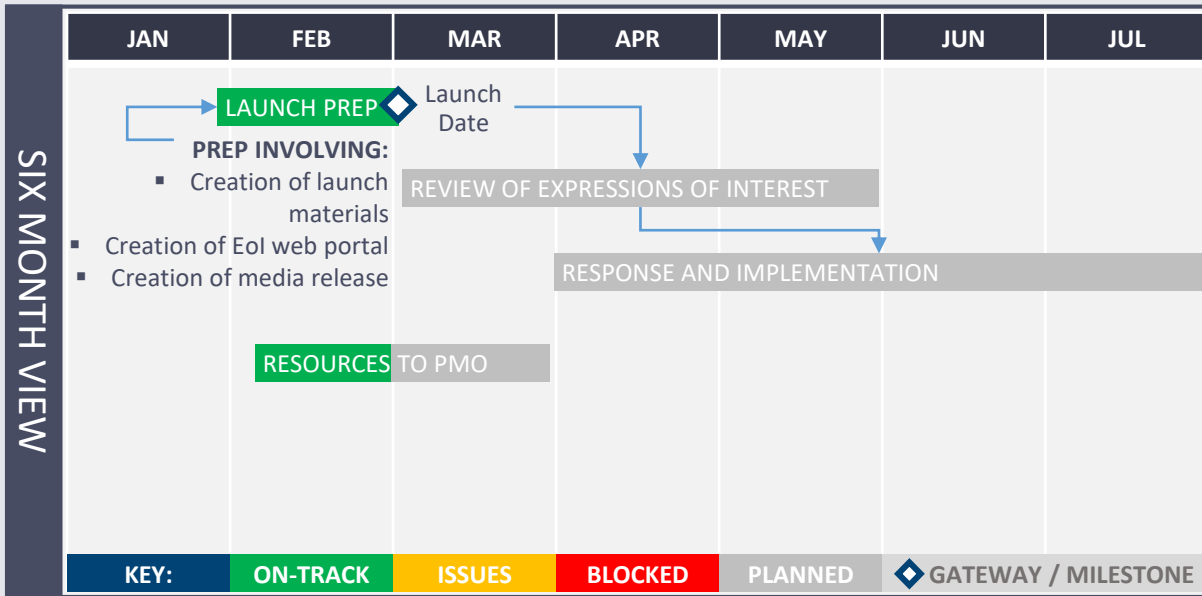 SIX MONTH VIEW
JAN FEB MAR APR MAY JUN JUL
LAUNCH PREP
Launch
Date
PREP INVOLVING:
▪ Creation of launch
materials
▪ Creation of EoI web portal
▪ Creation of media release
REVIEW OF EXPRESSIONS OF INTEREST
RESPONSE AND IMPLEMENTATION
RESOURCES TO PMO
KEY: ON-TRACK ISSUES BLOCKED PLANNED GATEWAY / MILESTONE